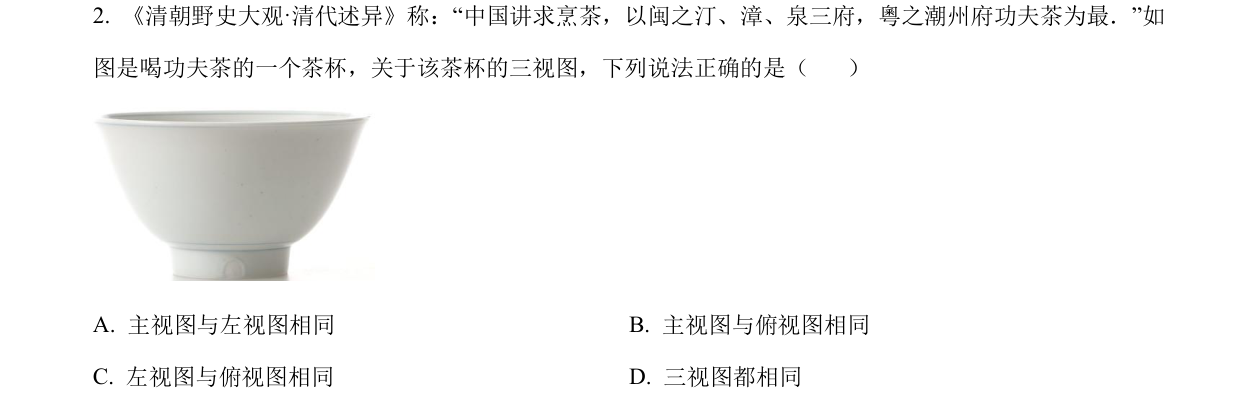 2. 《清朝野史大观·清代述异》称：“中国讲求烹茶，以闽之汀、漳、泉三府，粤之潮州府功夫茶为最．”如
图是喝功夫茶的一个茶杯，关于该茶杯的三视图，下列说法正确的是（　　）
A. 主视图与左视图相同
B. 主视图与俯视图相同
C. 左视图与俯视图相同
D. 三视图都相同